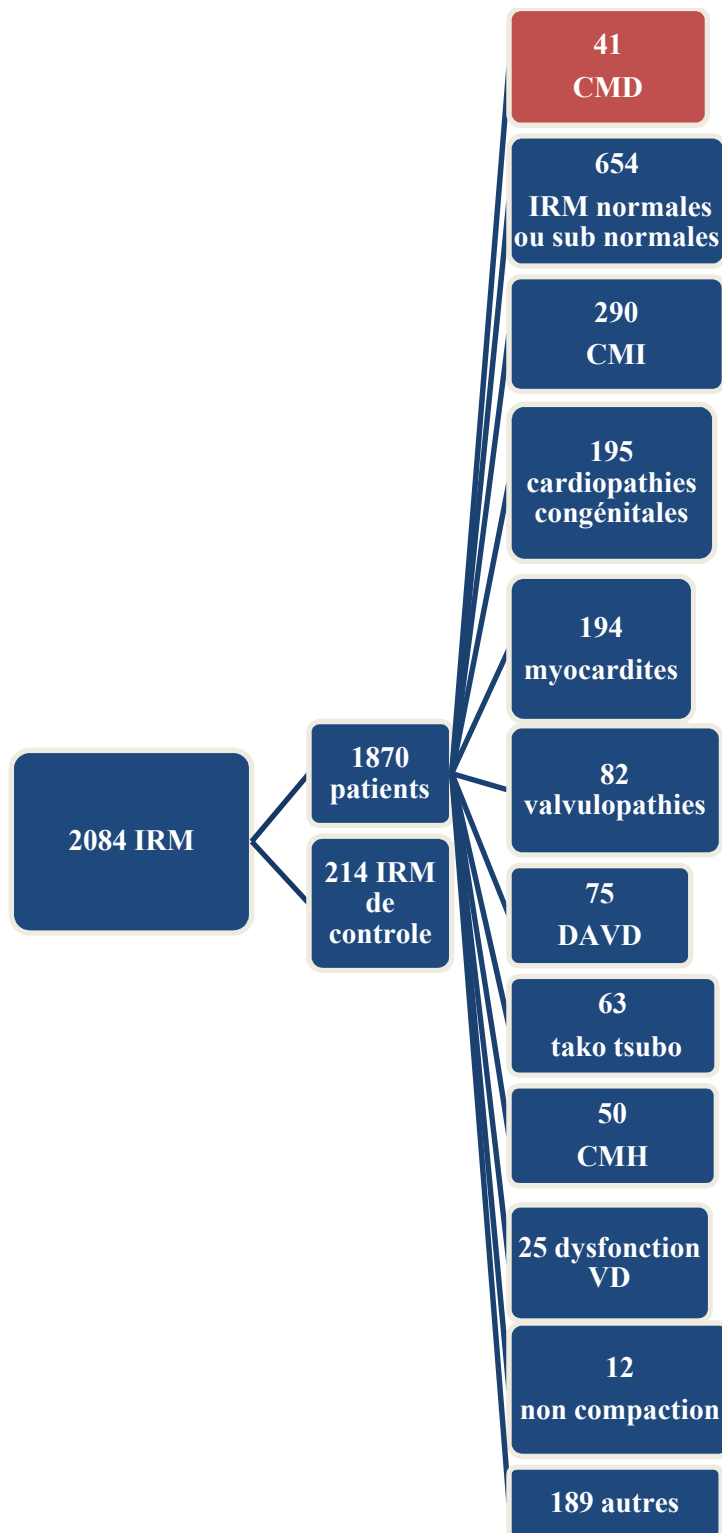 2084 IRM
1870
patients
214 IRM
de
controle
41
CMD
654
IRM normales
ou sub normales
290
CMI
195
cardiopathies
congénitales
194
myocardites
82
valvulopathies
75
DAVD
63
tako tsubo
50
CMH
25 dysfonction
VD
12
non compaction
189 autres